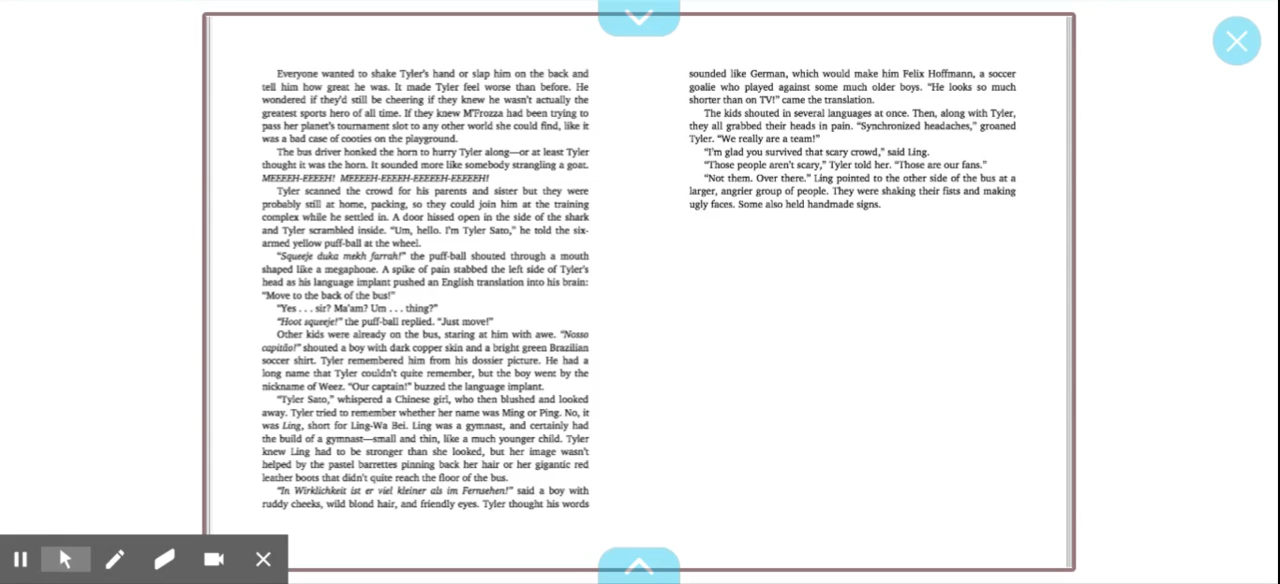 Everyone wanted to shake Tyler's hand or slap him on the back and
tell him how great he was. It made Tyler feel worse than before. He
wondered if they'd still be cheering if they knew he wasn't actually the
greatest sports hero of all time. If they knew M'Frozza had been trying to
pass her planet's tournament slot to any other world she could find, like it
was a bad case of cooties on the playground.
The bus driver honked the horn to hurry Tyler along—or at least Tyler
thought it was the horn. It sounded more like somebody strangling a goat.
MEEEEH-EEEEH! MEEEEH-EEEEH-EEEEEH-EEEEEH!
Tyler scanned the crowd for his parents and sister but they were
probably still at home, packing, so they could join him at the training
complex while he settled in. A door hissed open in the side of the shark
and Tyler scrambled inside. "Um, hello. I'm Tyler Sato," he told the six-
armed yellow puff-ball at the wheel.
"Squeeje duka mekh farrah!" the puff-ball shouted through a mouth
shaped like a megaphone. A spike of pain stabbed the left side of Tyler's
head as his language implant pushed an English translation into his brain:
"Move to the back of the bus!"
"Yes . . . sir? Ma'am? Um . . . thing?"
"Hoot squeeje!" the puff-ball replied. "Just move!"
Other kids were already on the bus, staring at him with awe. "Nosso
capitão!" shouted a boy with dark copper skin and a bright green Brazilian
soccer shirt. Tyler remembered him from his dossier picture. He had a
long name that Tyler couldn't quite remember, but the boy went by the
nickname of Weez. "Our captain!" buzzed the language implant.
"Tyler Sato," whispered a Chinese girl, who then blushed and looked
away. Tyler tried to remember whether her name was Ming or Ping. No, it
was Ling, short for Ling-Wa Bei. Ling was a gymnast, and certainly had
the build of a gymnast—small and thin, like a much younger child. Tyler
knew Ling had to be stronger than she looked, but her image wasn't
helped by the pastel barrettes pinning back her hair or her gigantic red
leather boots that didn't quite reach the floor of the bus.
"In Wirklichkeit ist er viel kleiner als im Fernsehen!" said a boy with
ruddy cheeks, wild blond hair, and friendly eyes. Tyler thought his words
sounded like German, which would make him Felix Hoffmann, a soccer
goalie who played against some much older boys. "He looks so much
shorter than on TV!" came the translation.
The kids shouted in several languages at once. Then, along with Tyler,
they all grabbed their heads in pain. "Synchronized headaches," groaned
Tyler. "We really are a team!"
"I'm glad you survived that scary crowd," said Ling.
"Those people aren't scary," Tyler told her. "Those are our fans."
"Not them. Over there." Ling pointed to the other side of the bus at a
larger, angrier group of people. They were shaking their fists and making
ugly faces. Some also held handmade signs.